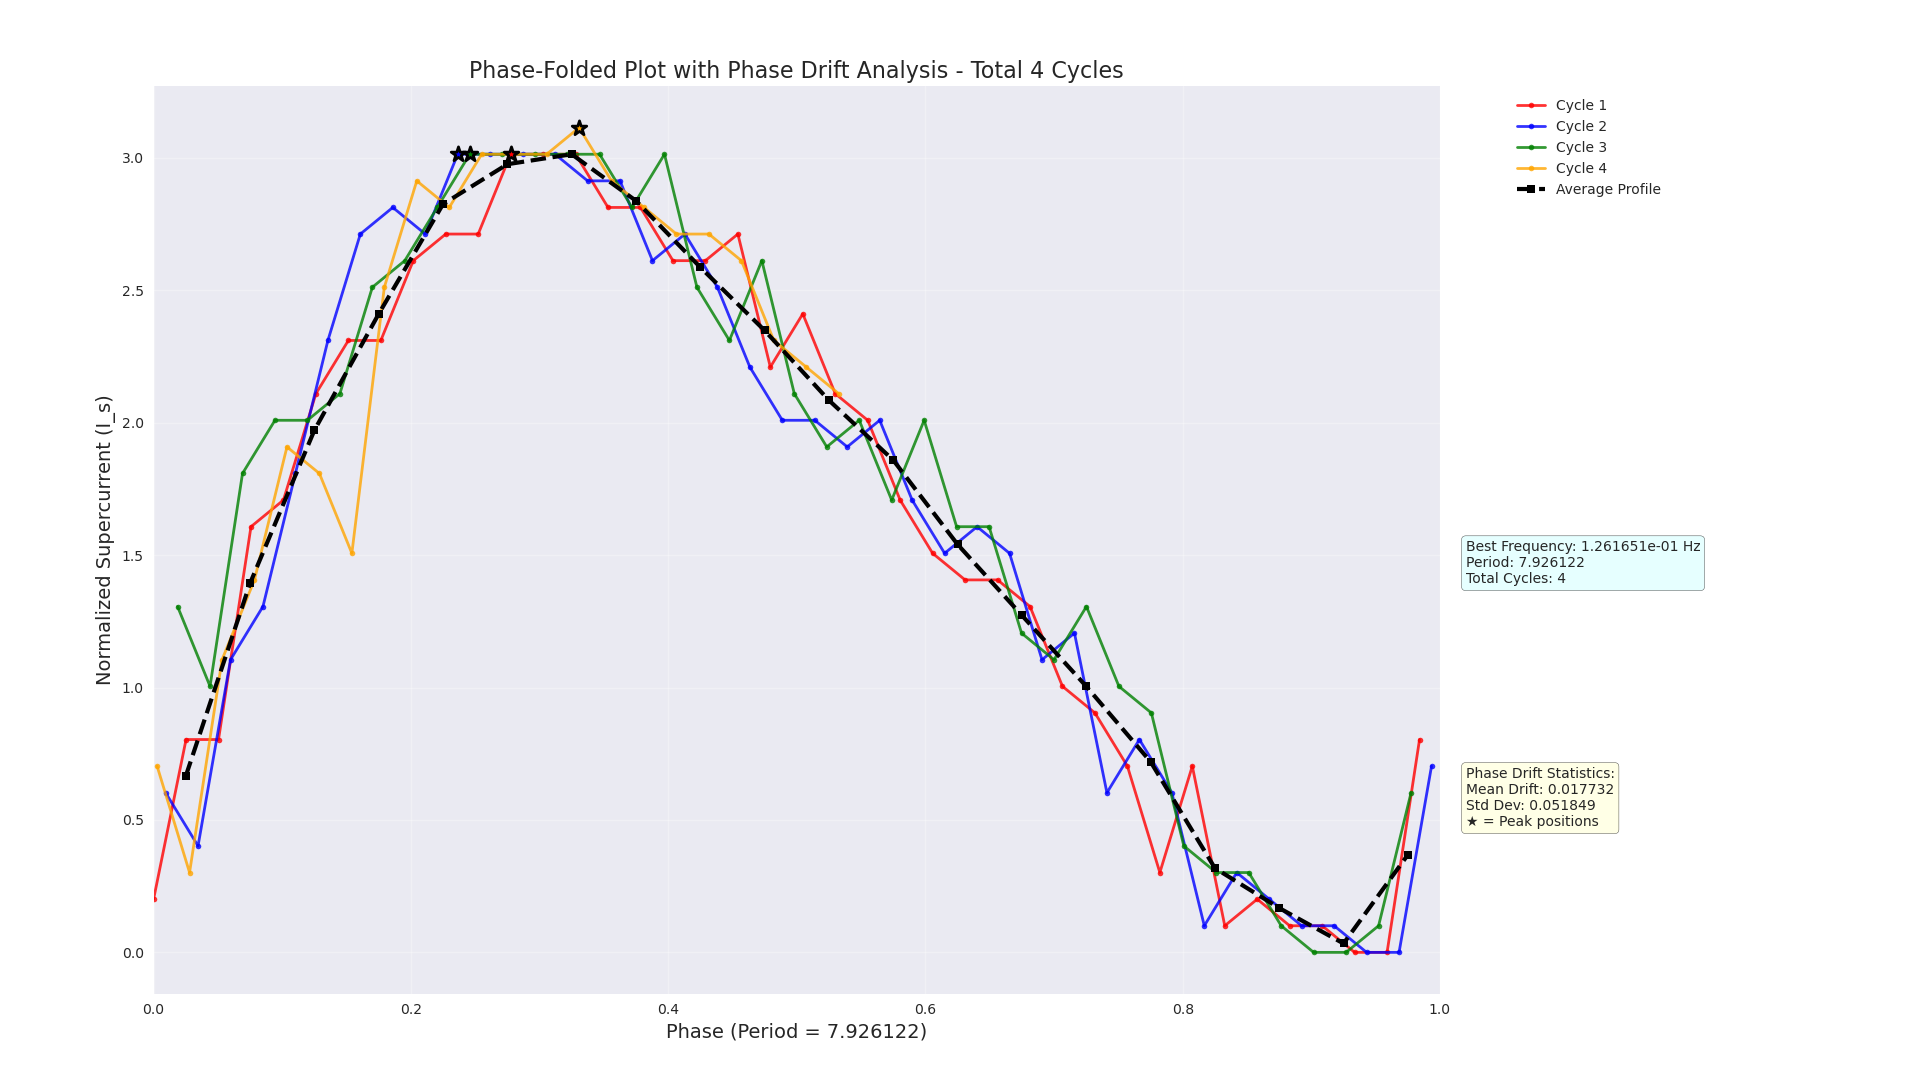 Phase-Folded Plot with Phase Drift Analysis - Total 4 Cycles
Normalized Supercurrent (I_s)
3.0
2.5
2.0
1.5
1.0
0.5
0.0
0.0
0.2
0.4
0.6
0.8
1.0
Phase (Period = 7.926122)
Cycle 1
Cycle 2
Cycle 3
Cycle 4
Average Profile
Best Frequency: 1.261651e-01 Hz
Period: 7.926122
Total Cycles: 4
Phase Drift Statistics:
Mean Drift: 0.017732
Std Dev: 0.051849
★ = Peak positions